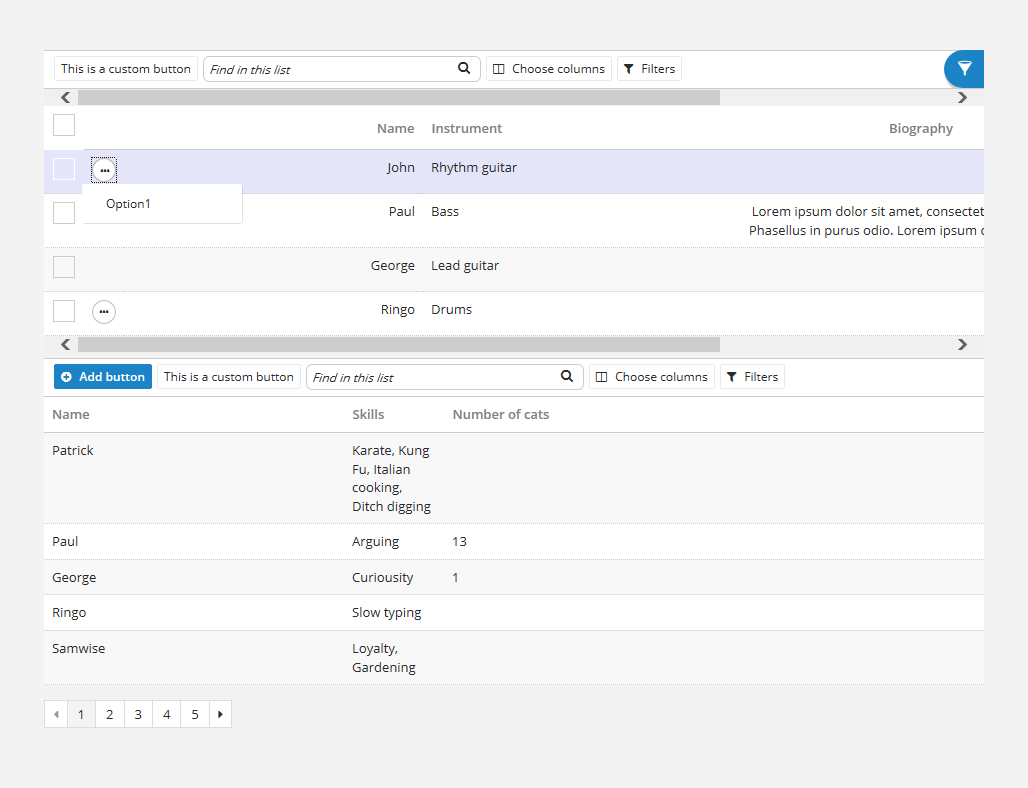 This is a custom button Find in this list Choose columns Filters
Name Instrument Biography
John Rhythm guitar
Option1
Paul Bass Lorem ipsum dolor sit amet, consectet
Phasellus in purus odio. Lorem ipsum
George Lead guitar
Ringo Drums
Add button This is a custom button Find in this list Choose columns Filters
Name Skills Number of cats
Patrick Karate, Kung
Fu, Italian
cooking,
Ditch digging
Paul Arguing 13
George Curiousity 1
Ringo Slow typing
Samwise Loyalty,
Gardening
1 2 3 4 5